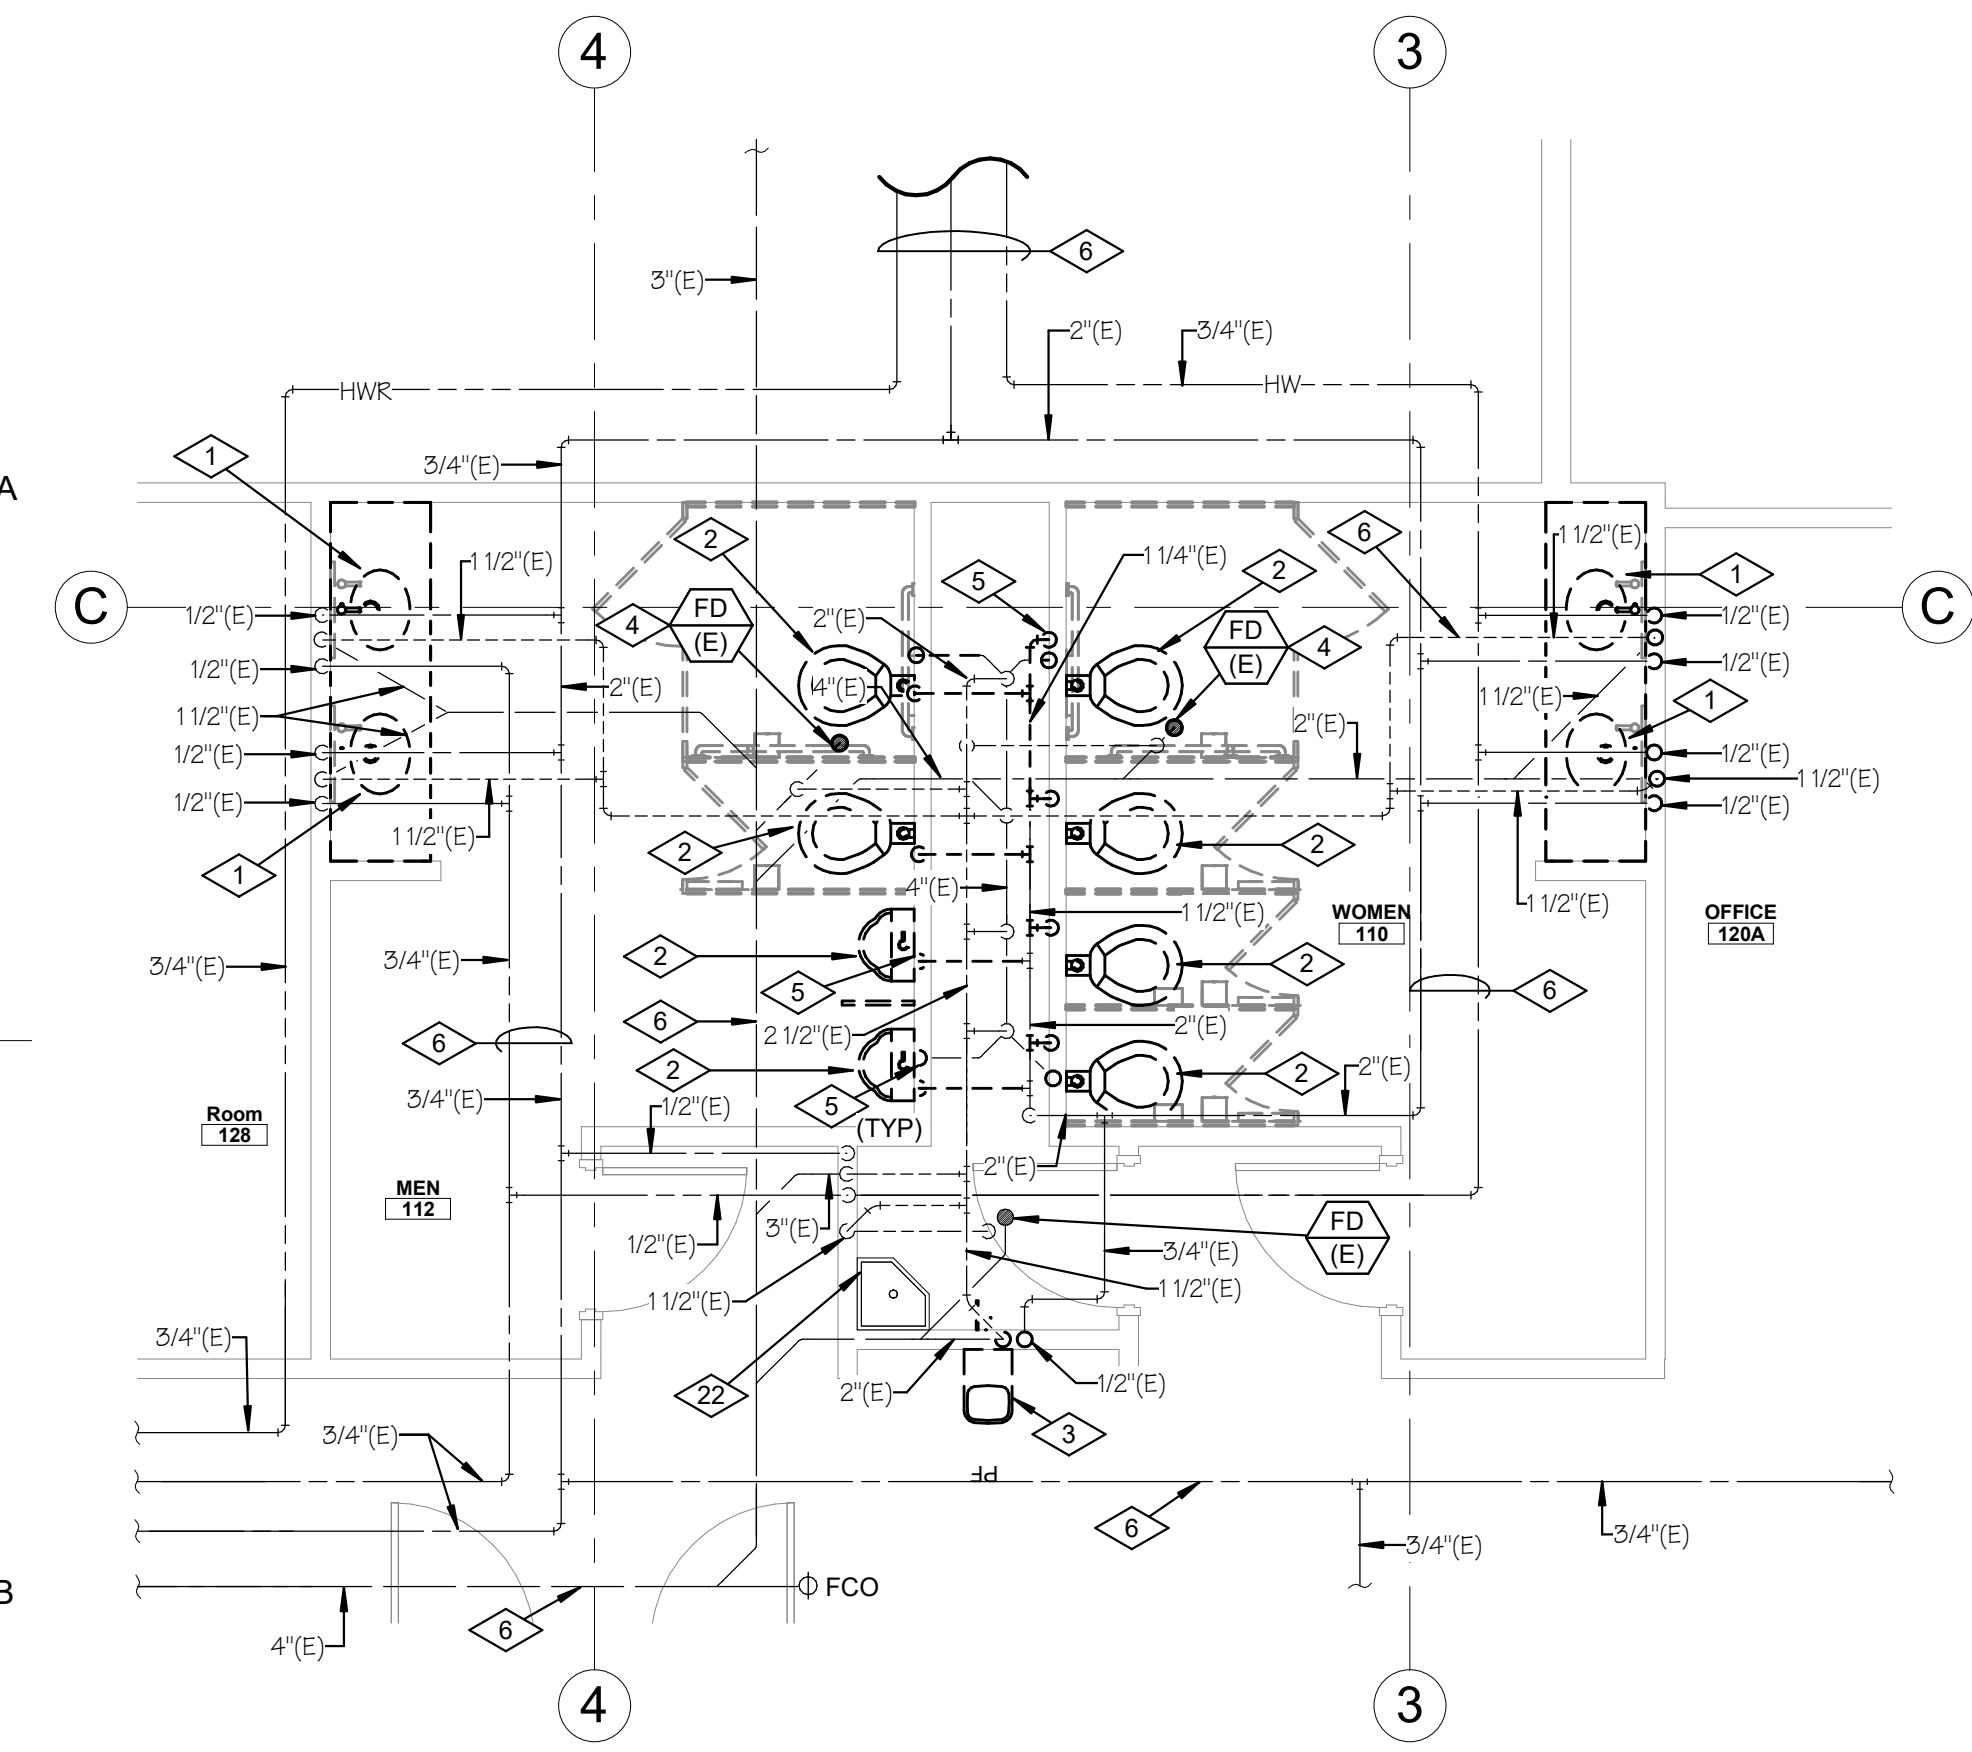 4
3
6
3"(E)
2"(E)
3/4"(E)
HWR
HW
1
3/4"(E)
A
2
6
1 1/2"(E)
1 1/2"(E)
1 1/4"(E)
5
2
1
C
1/2"(E)
4
FD
(E)
2"(E)
FD
(E)
4
1/2"(E)
C
1/2"(E)
2"(E)
4"(E)
1/2"(E)
1 1/2"(E)
1 1/2"(E)
1
2"(E)
1/2"(E)
1/2"(E)
1 1/2"(E)
1/2"(E)
1/2"(E)
1 1/2"(E)
2
2
1
4"(E)
1 1/2"(E)
1 1/2"(E)
WOMEN
110
OFFICE
120A
3/4"(E)
3/4"(E)
2
5
2
6
6
2 1/2"(E)
2"(E)
6
2
2
2"(E)
3/4"(E)
1/2"(E)
5
(TYP)
Room
128
2"(E)
MEN
112
3"(E)
FD
(E)
1/2"(E)
3/4"(E)
1 1/2"(E)
1 1/2"(E)
3/4"(E)
22
2"(E)
1/2"(E)
3
3/4"(E)
PF
6
3/4"(E)
3/4"(E)
B
FCO
6
4"(E)
4
3